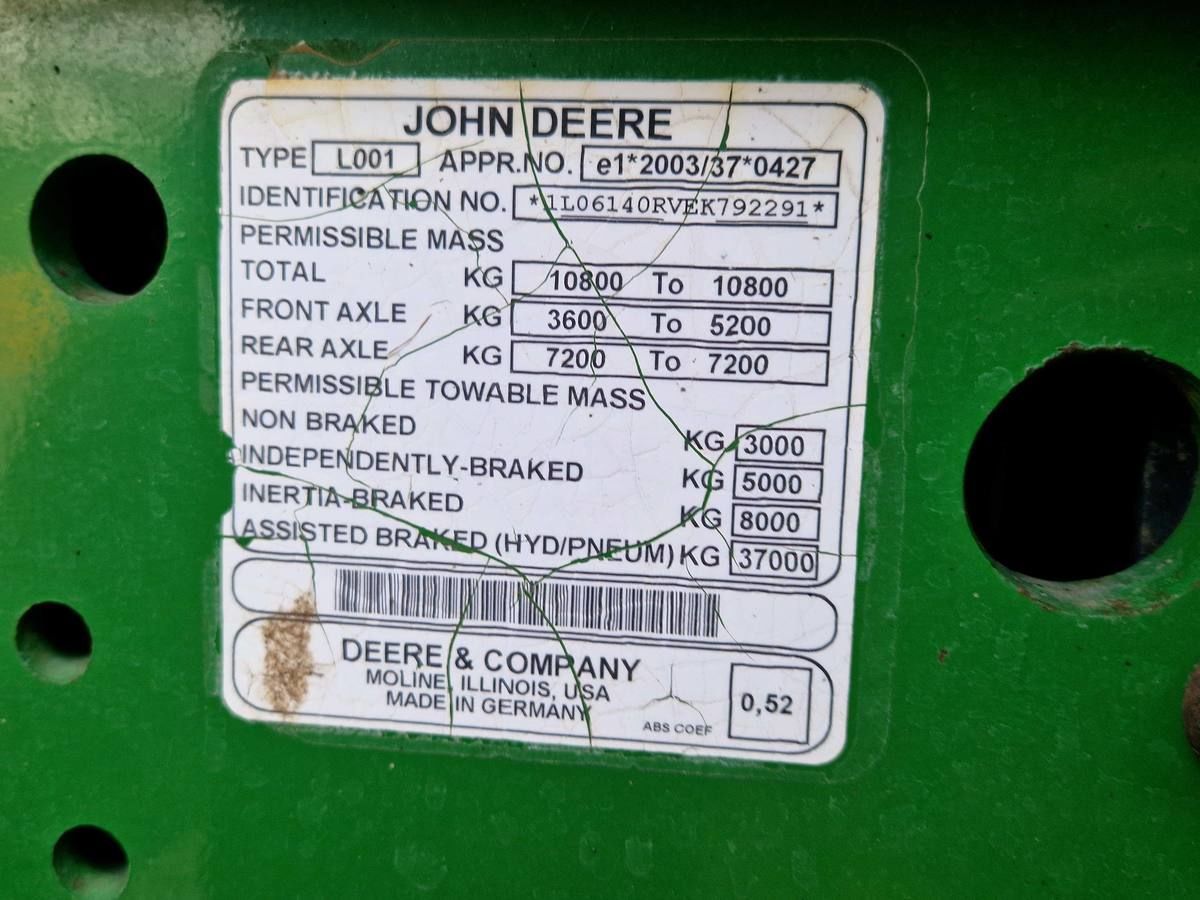 JOHN DEERE
TYPE L001 APPR.NO. e1*2003/37*0427
IDENTIFICATION NO. *1L06140RVEK792291*
PERMISSIBLE MASS
TOTAL KG 10800 To 10800
FRONT AXLE KG 3600 To 5200
REAR AXLE KG 7200 To 7200
PERMISSIBLE TOWABLE MASS
NON BRAKED KG 3000
INDEPENDENTLY-BRAKED KG 5000
INERTIA-BRAKED KG 8000
ASSISTED BRAKED (HYD/PNEUM) KG 37000
DEERE & COMPANY
MOLINE, ILLINOIS, USA
MADE IN GERMANY
ABS COEF 0,52